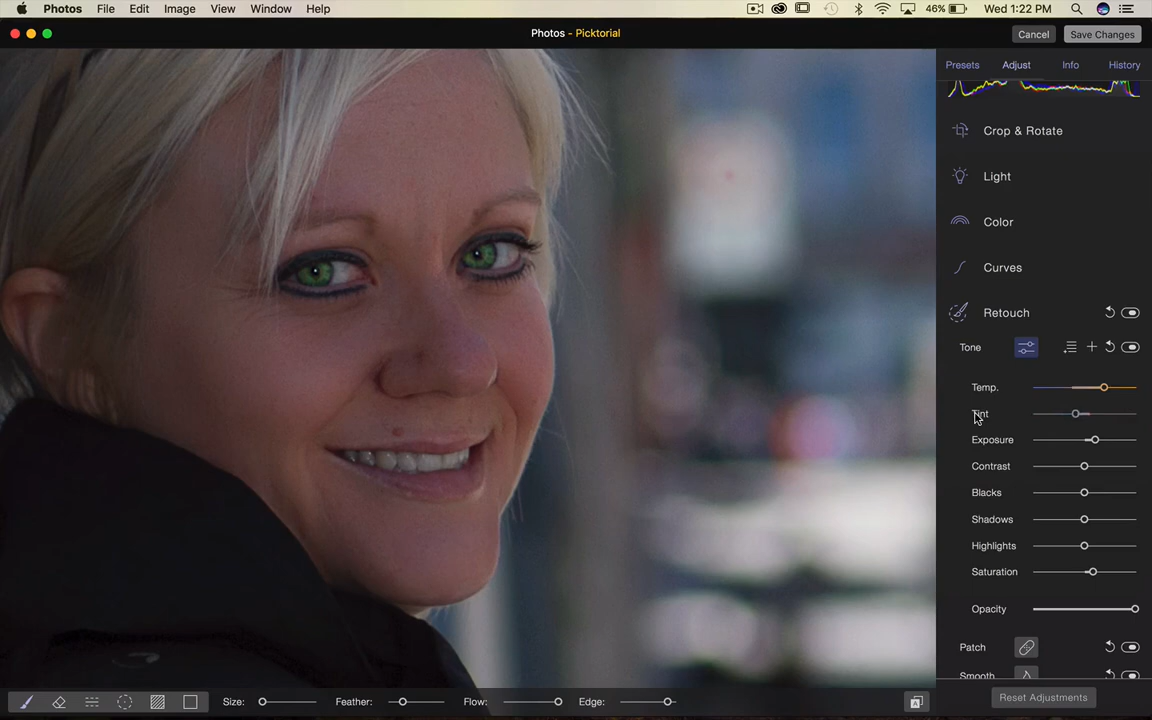 Photos File Edit Image View Window Help 46% Wed 1:22 PM
Photos - Picktorial Cancel Save Changes
Presets Adjust Info History
Crop & Rotate
Light
Color
Curves
Retouch
Tone
Temp.
Tint
Exposure
Contrast
Blacks
Shadows
Highlights
Saturation
Opacity
Patch
Smooth
Size: Feather: Flow: Edge: Reset Adjustments